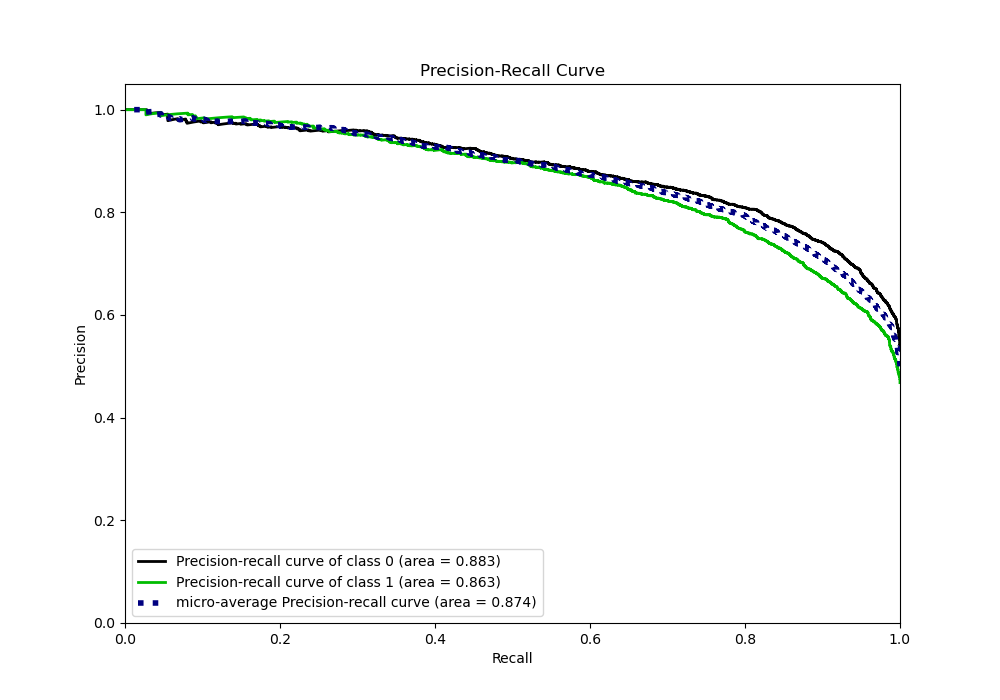 Precision-Recall Curve
1.0
0.8
0.6
0.4
0.2
0.0
Precision
Precision-recall curve of class 0 (area = 0.883)
Precision-recall curve of class 1 (area = 0.863)
micro-average Precision-recall curve (area = 0.874)
0.0 0.2 0.4 0.6 0.8 1.0
Recall